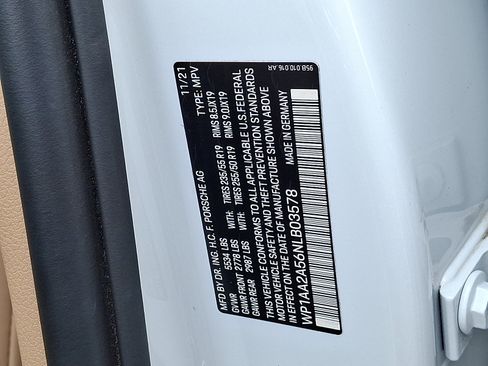 95B.010.016.AR
11/21
MFD BY DR. ING. H.C. F. PORSCHE AG TYPE: MPV
GVWR 5534 LBS
GAWR FRONT 2778 LBS WITH: TIRES 235/55 R19 RIMS 8.5JX19
GAWR REAR 2987 LBS WITH: TIRES 255/50 R19 RIMS 9.0JX19
THIS VEHICLE CONFORMS TO ALL APPLICABLE U.S. FEDERAL
MOTOR VEHICLE SAFETY AND THEFT PREVENTION STANDARDS
IN EFFECT ON THE DATE OF MANUFACTURE SHOWN ABOVE
WP1AA2A56NLB03578 MADE IN GERMANY